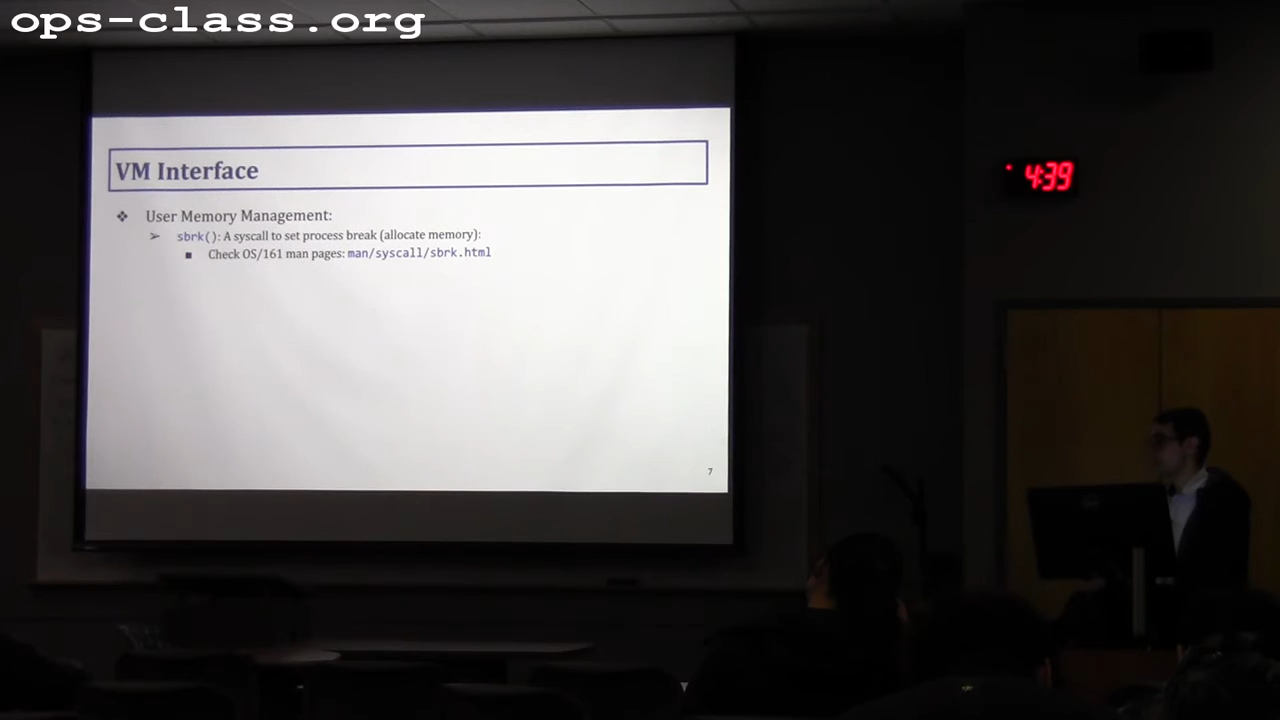 ops-class.org
VM Interface
4:39
❖ User Memory Management:
➢ sbrk(): A syscall to set process break (allocate memory):
▪ Check OS/161 man pages: man/syscall/sbrk.html
7